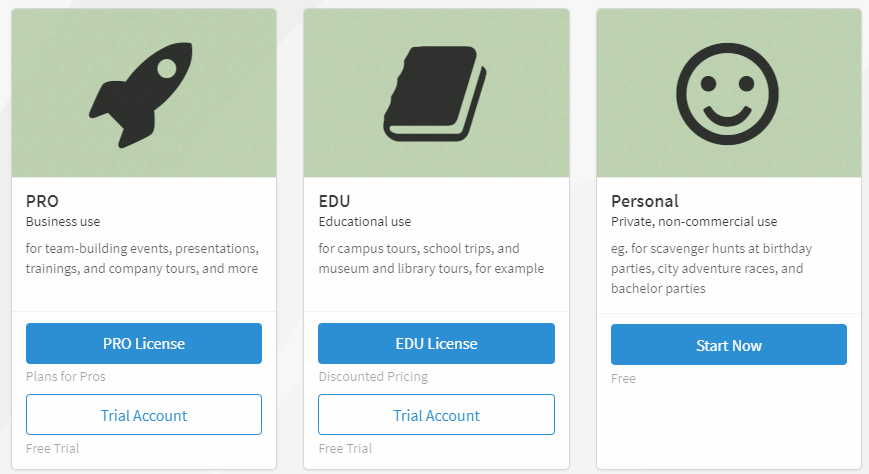 PRO
Business use
for team-building events, presentations,
trainings, and company tours, and more
PRO License
Plans for Pros
Trial Account
Free Trial
EDU
Educational use
for campus tours, school trips, and
museum and library tours, for example
EDU License
Discounted Pricing
Trial Account
Free Trial
Personal
Private, non-commercial use
eg. for scavenger hunts at birthday
parties, city adventure races, and
bachelor parties
Start Now
Free